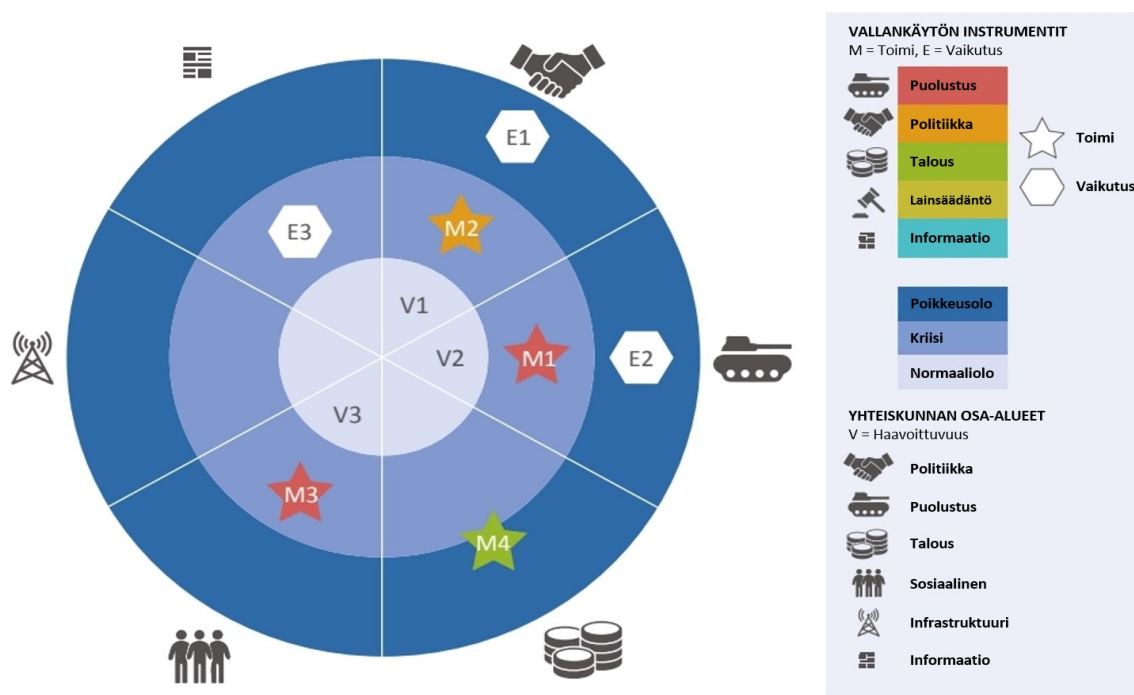 E1
M2
E3
V1
V2
M1
E2
V3
M3
M4
VALLANKÄYTÖN INSTRUMENTIT
M = Toimi, E = Vaikutus
Puolustus
Politiikka
Talous
Lainsäädäntö
Informaatio
Toimi
Vaikutus
Poikkeusolo
Kriisi
Normaaliolo
YHTEISKUNNAN OSA-ALUEET
V = Haavoittuvuus
Politiikka
Puolustus
Talous
Sosiaalinen
Infrastruktuuri
Informaatio